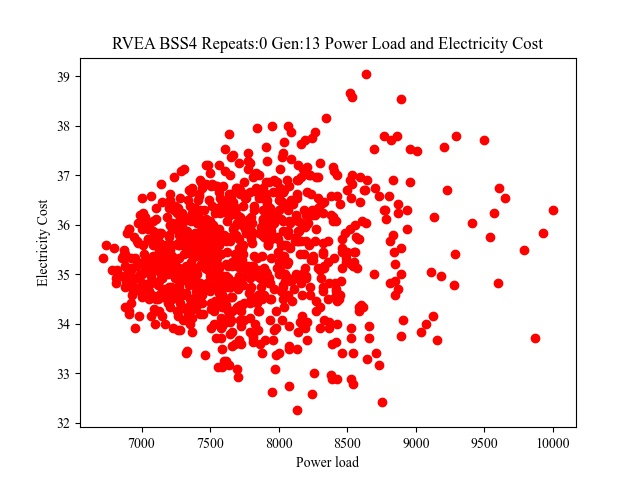 RVEA BSS4 Repeats:0 Gen:13 Power Load and Electricity Cost
39
38
37
36
35
34
33
32
Electricity Cost
7000 7500 8000 8500 9000 9500 10000
Power load